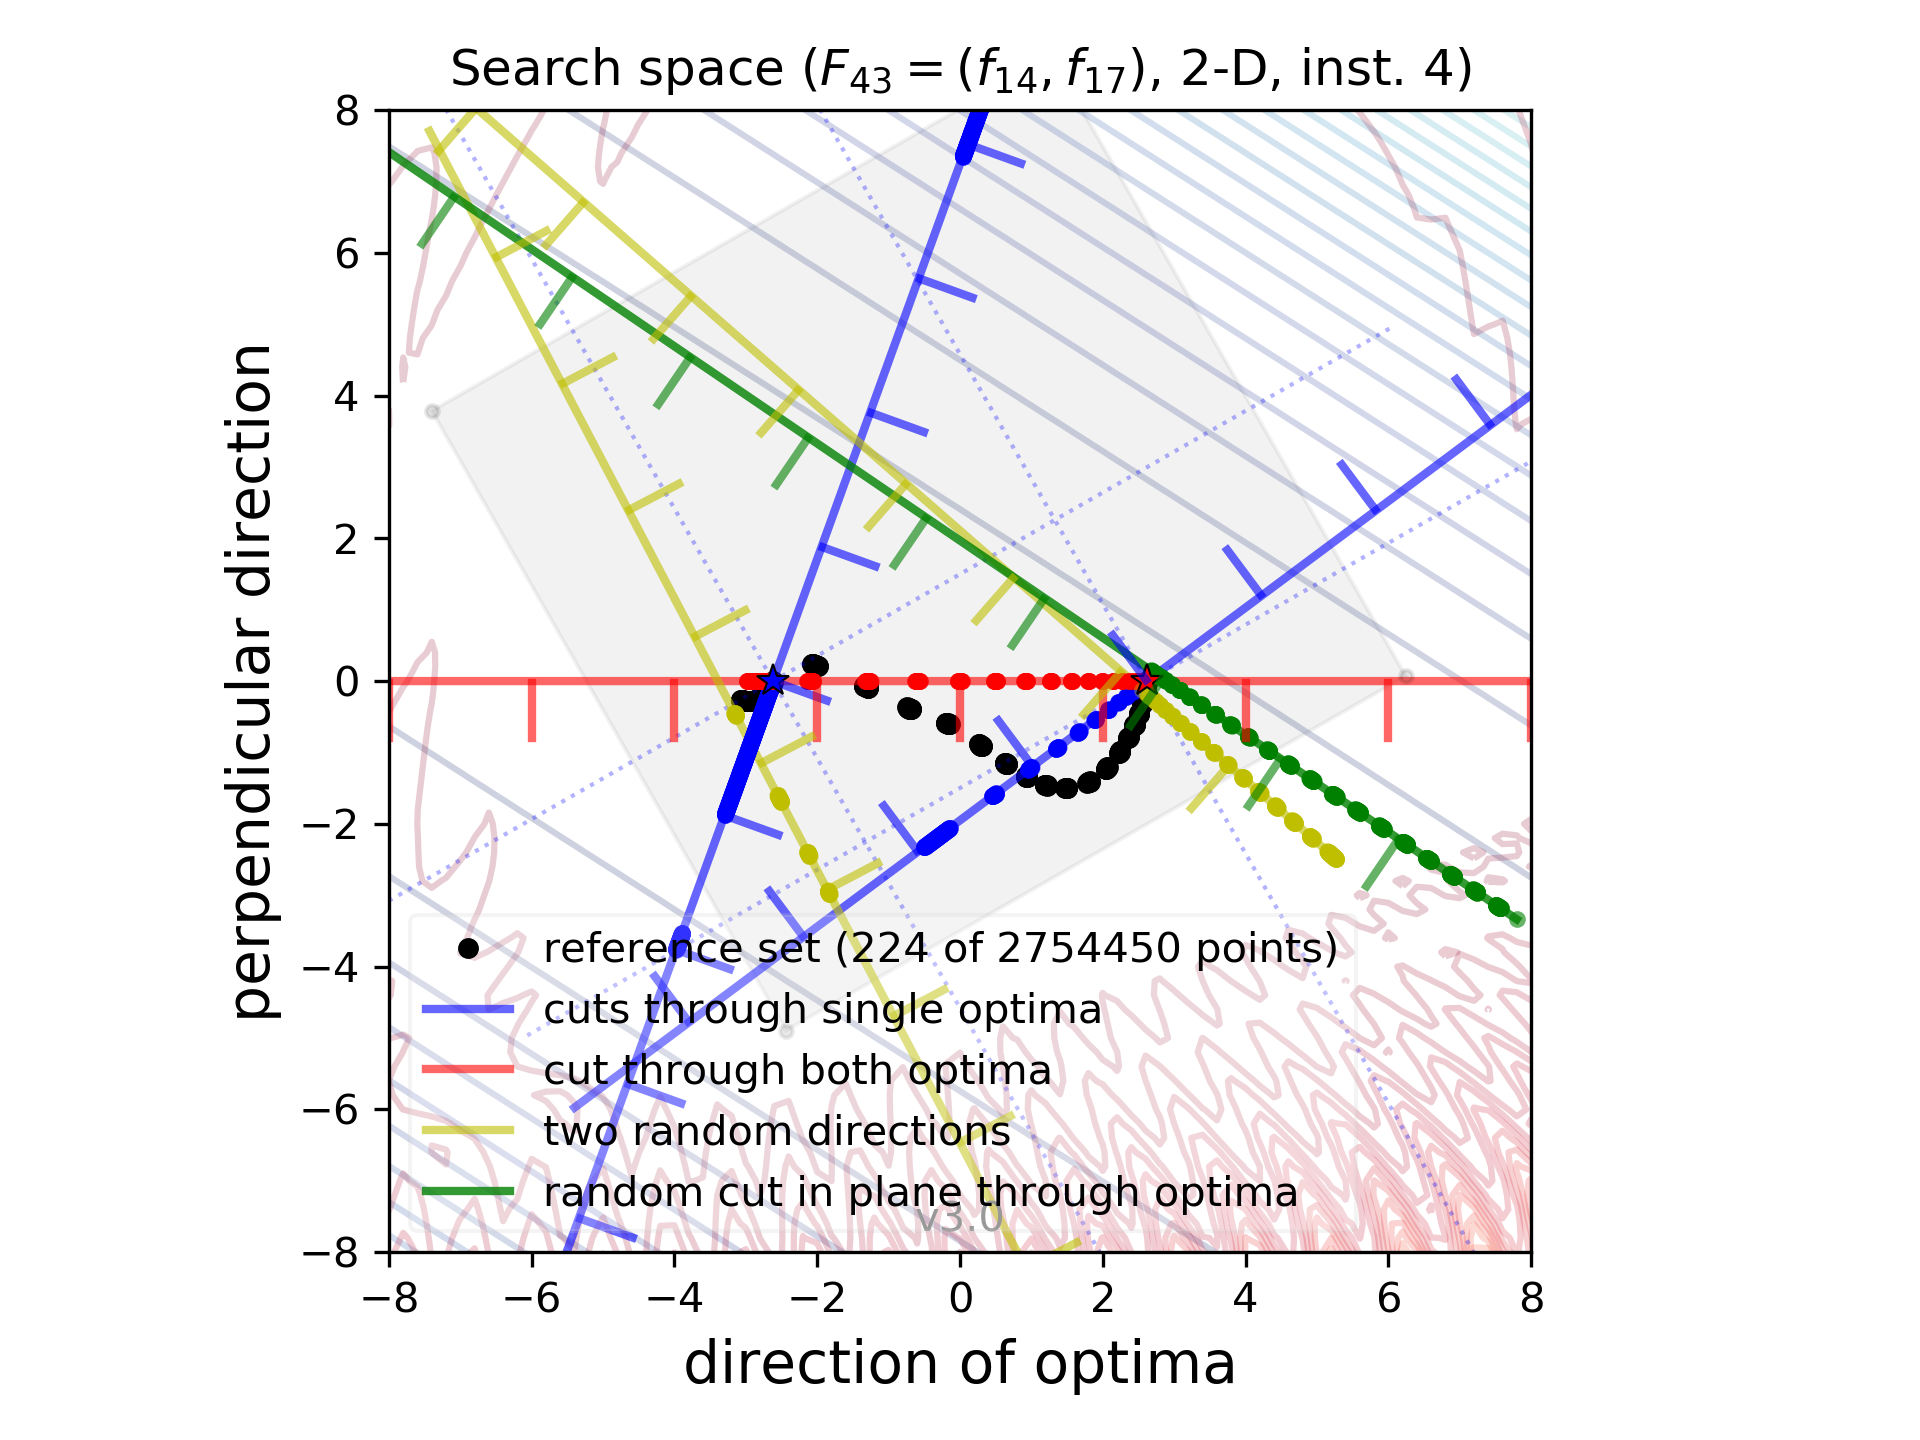 Search space (F43 = (f14, f17), 2-D, inst. 4)
perpendicular direction
8
6
4
2
0
−2
−4
−6
−8
reference set (224 of 2754450 points)
cuts through single optima
cut through both optima
two random directions
random cut in plane through optima
v3.0
−8 −6 −4 −2 0 2 4 6 8
direction of optima